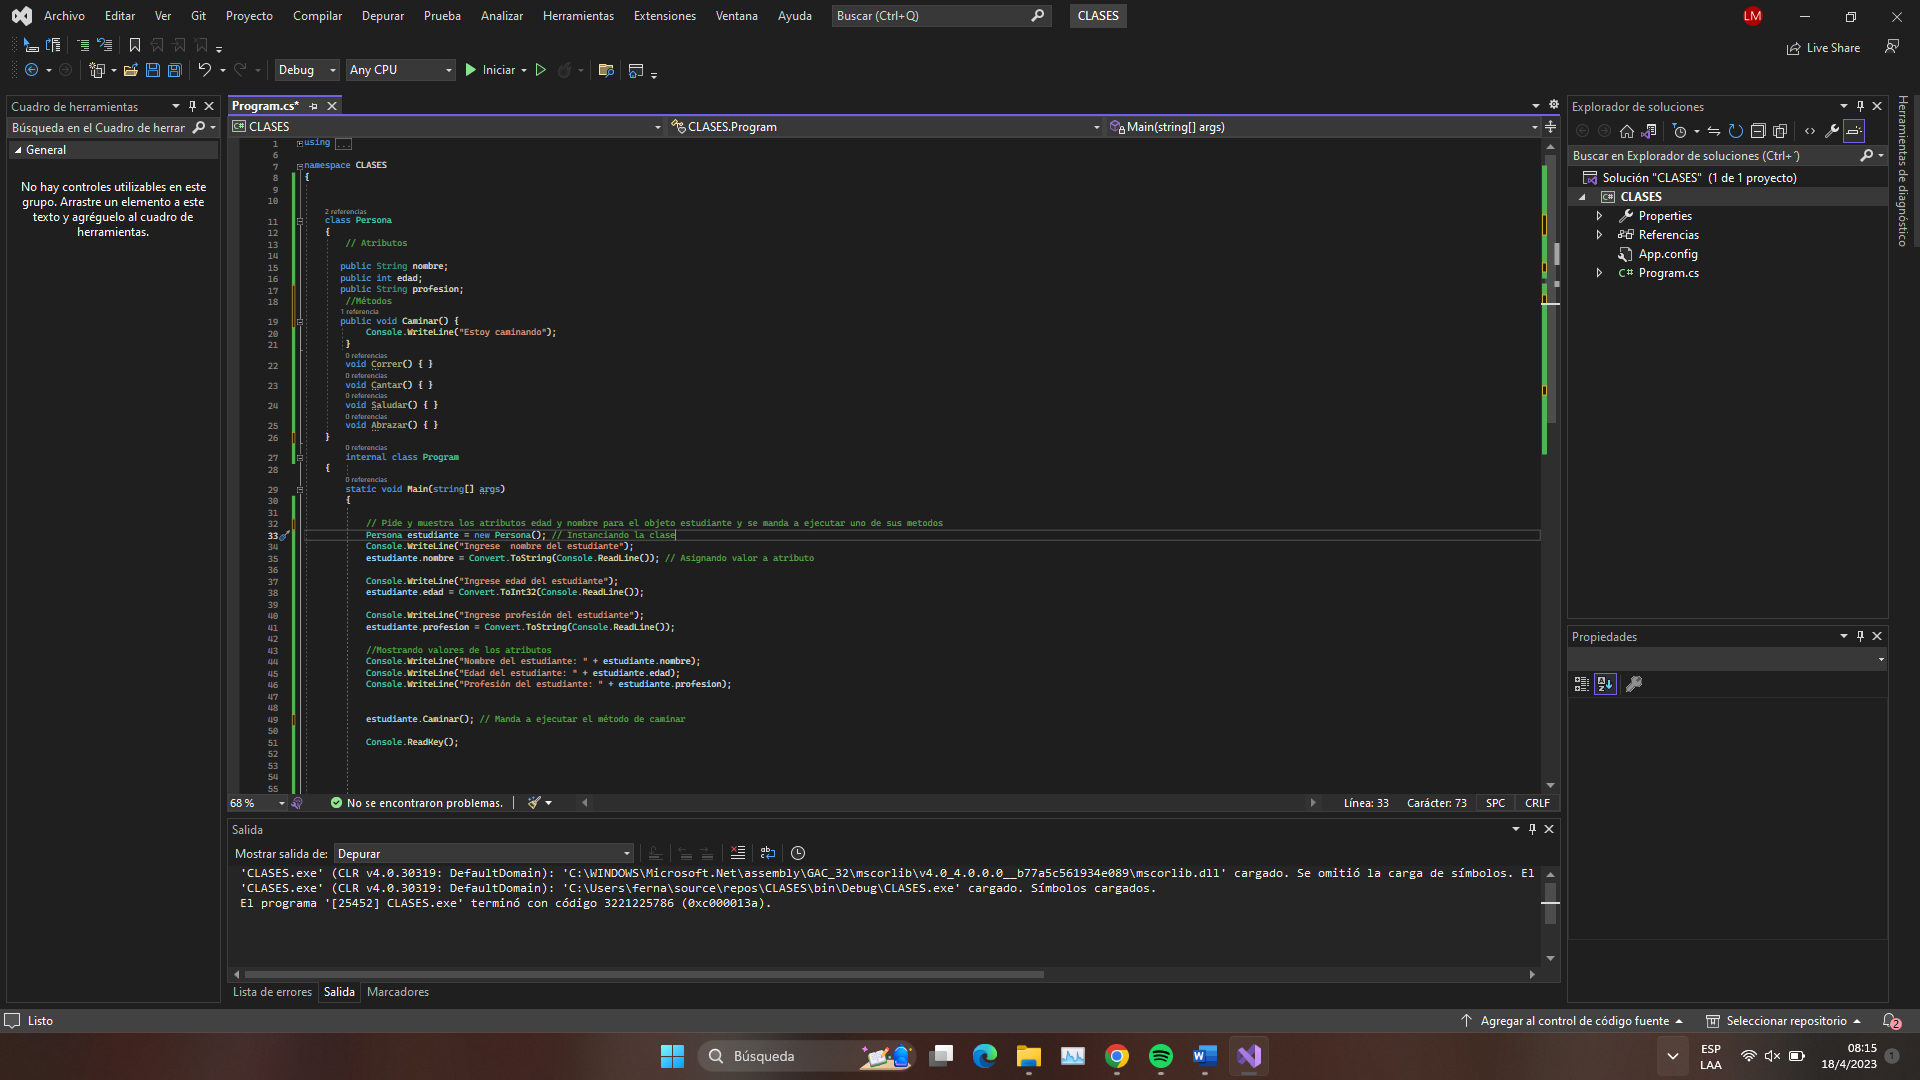 Archivo Editar Ver Git Proyecto Compilar Depurar Prueba Analizar Herramientas Extensiones Ventana Ayuda Buscar (Ctrl+Q) CLASES LM
Live Share
Debug Any CPU Iniciar
Cuadro de herramientas
Búsqueda en el Cuadro de herrar
General
No hay controles utilizables en este
grupo. Arrastre un elemento a este
texto y agréguelo al cuadro de
herramientas.
Program.cs*
CLASES CLASES.Program Main(string[] args)
1 using ...
6
7 namespace CLASES
8 {
9
10
2 referencias
11 class Persona
12 {
13 // Atributos
14
15 public String nombre;
16 public int edad;
17 public String profesion;
18 //Métodos
1 referencia
19 public void Caminar() {
20 Console.WriteLine("Estoy caminando");
21 }
0 referencias
22 void Correr() { }
0 referencias
23 void Cantar() { }
0 referencias
24 void Saludar() { }
0 referencias
25 void Abrazar() { }
26 }
0 referencias
27 internal class Program
28 {
0 referencias
29 static void Main(string[] args)
30 {
31
32 // Pide y muestra los atributos edad y nombre para el objeto estudiante y se manda a ejecutar uno de sus metodos
33 Persona estudiante = new Persona(); // Instanciando la clase
34 Console.WriteLine("Ingrese  nombre del estudiante");
35 estudiante.nombre = Convert.ToString(Console.ReadLine()); // Asignando valor a atributo
36
37 Console.WriteLine("Ingrese edad del estudiante");
38 estudiante.edad = Convert.ToInt32(Console.ReadLine());
39
40 Console.WriteLine("Ingrese profesión del estudiante");
41 estudiante.profesion = Convert.ToString(Console.ReadLine());
42
43 //Mostrando valores de los atributos
44 Console.WriteLine("Nombre del estudiante: " + estudiante.nombre);
45 Console.WriteLine("Edad del estudiante: " + estudiante.edad);
46 Console.WriteLine("Profesión del estudiante: " + estudiante.profesion);
47
48
49 estudiante.Caminar(); // Manda a ejecutar el método de caminar
50
51 Console.ReadKey();
52
53
54
55
68 % No se encontraron problemas. Línea: 33 Carácter: 73 SPC CRLF
Salida
Mostrar salida de: Depurar
'CLASES.exe' (CLR v4.0.30319: DefaultDomain): 'C:\WINDOWS\Microsoft.Net\assembly\GAC_32\mscorlib\v4.0_4.0.0.0__b77a5c561934e089\mscorlib.dll' cargado. Se omitió la carga de símbolos. El
'CLASES.exe' (CLR v4.0.30319: DefaultDomain): 'C:\Users\ferna\source\repos\CLASES\bin\Debug\CLASES.exe' cargado. Símbolos cargados.
El programa '[25452] CLASES.exe' terminó con código 3221225786 (0xc000013a).
Lista de errores Salida Marcadores
Explorador de soluciones
Buscar en Explorador de soluciones (Ctrl+´)
Solución "CLASES" (1 de 1 proyecto)
CLASES
Properties
Referencias
App.config
Program.cs
Propiedades
Herramientas de diagnóstico
Listo Agregar al control de código fuente Seleccionar repositorio 2
Búsqueda
ESP
LAA
08:15
18/4/2023
1